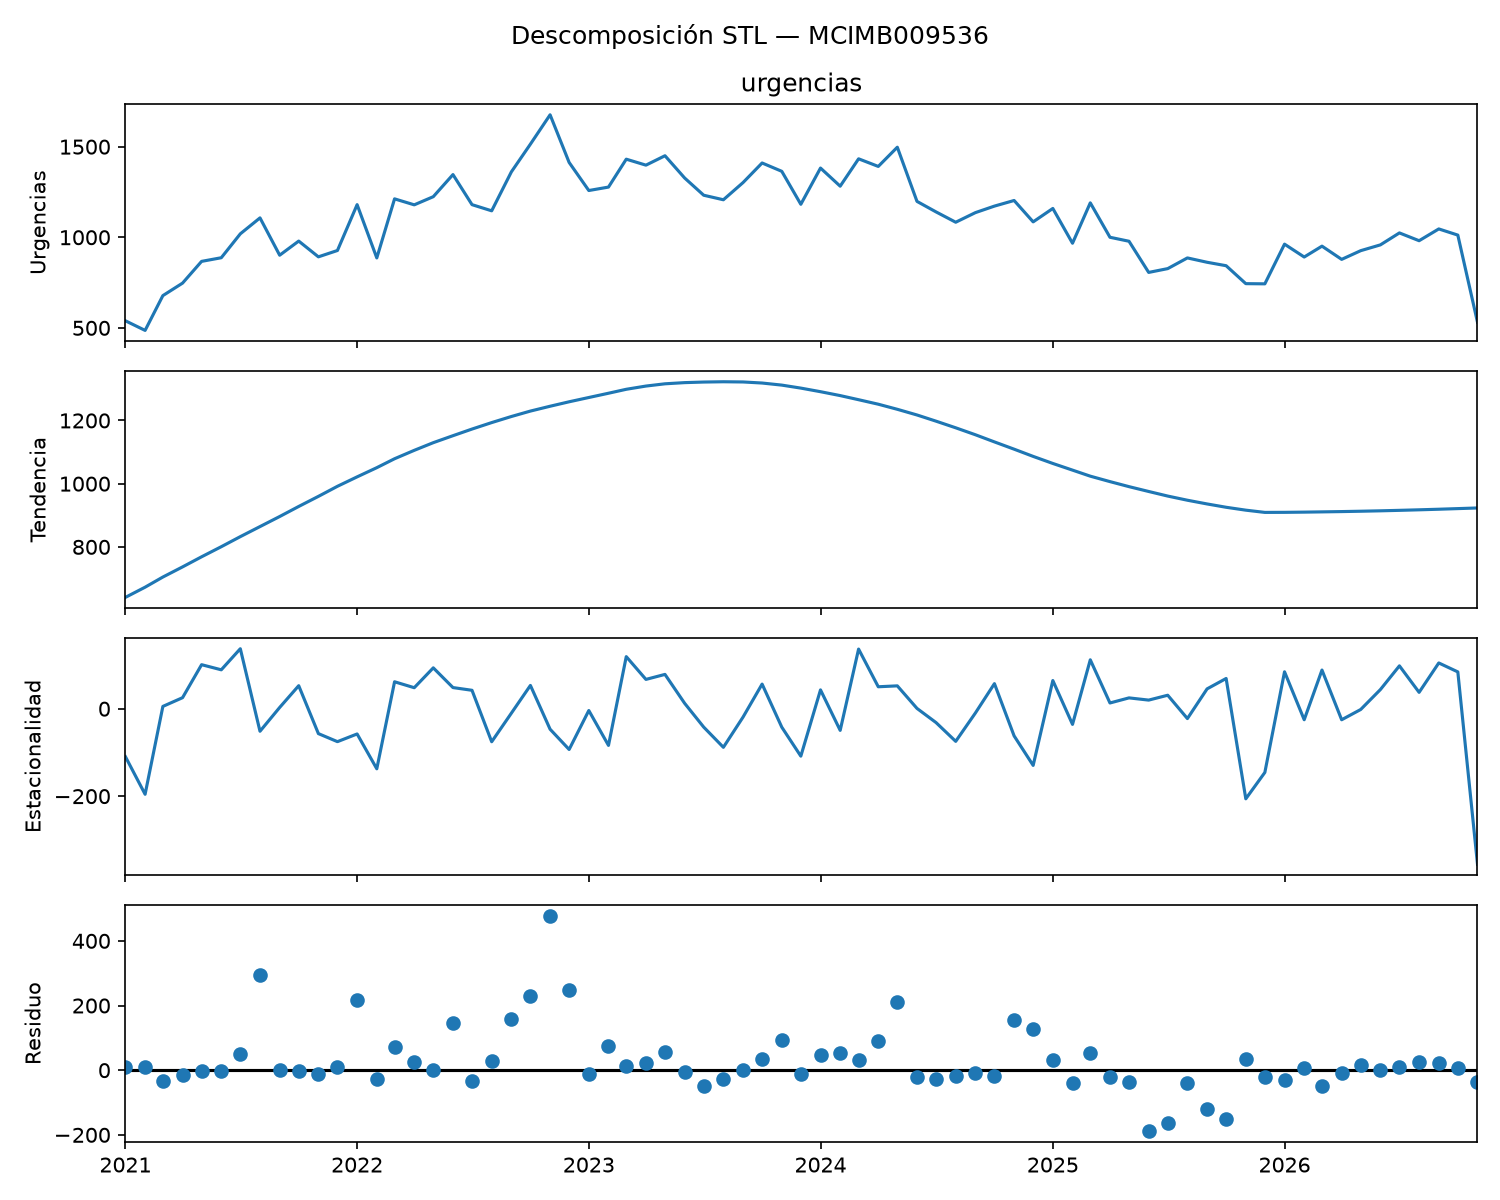 Descomposición STL — MCIMB009536
urgencias
Urgencias
1500
1000
500
Tendencia
1200
1000
800
Estacionalidad
0
−200
Residuo
400
200
0
−200
2021 2022 2023 2024 2025 2026